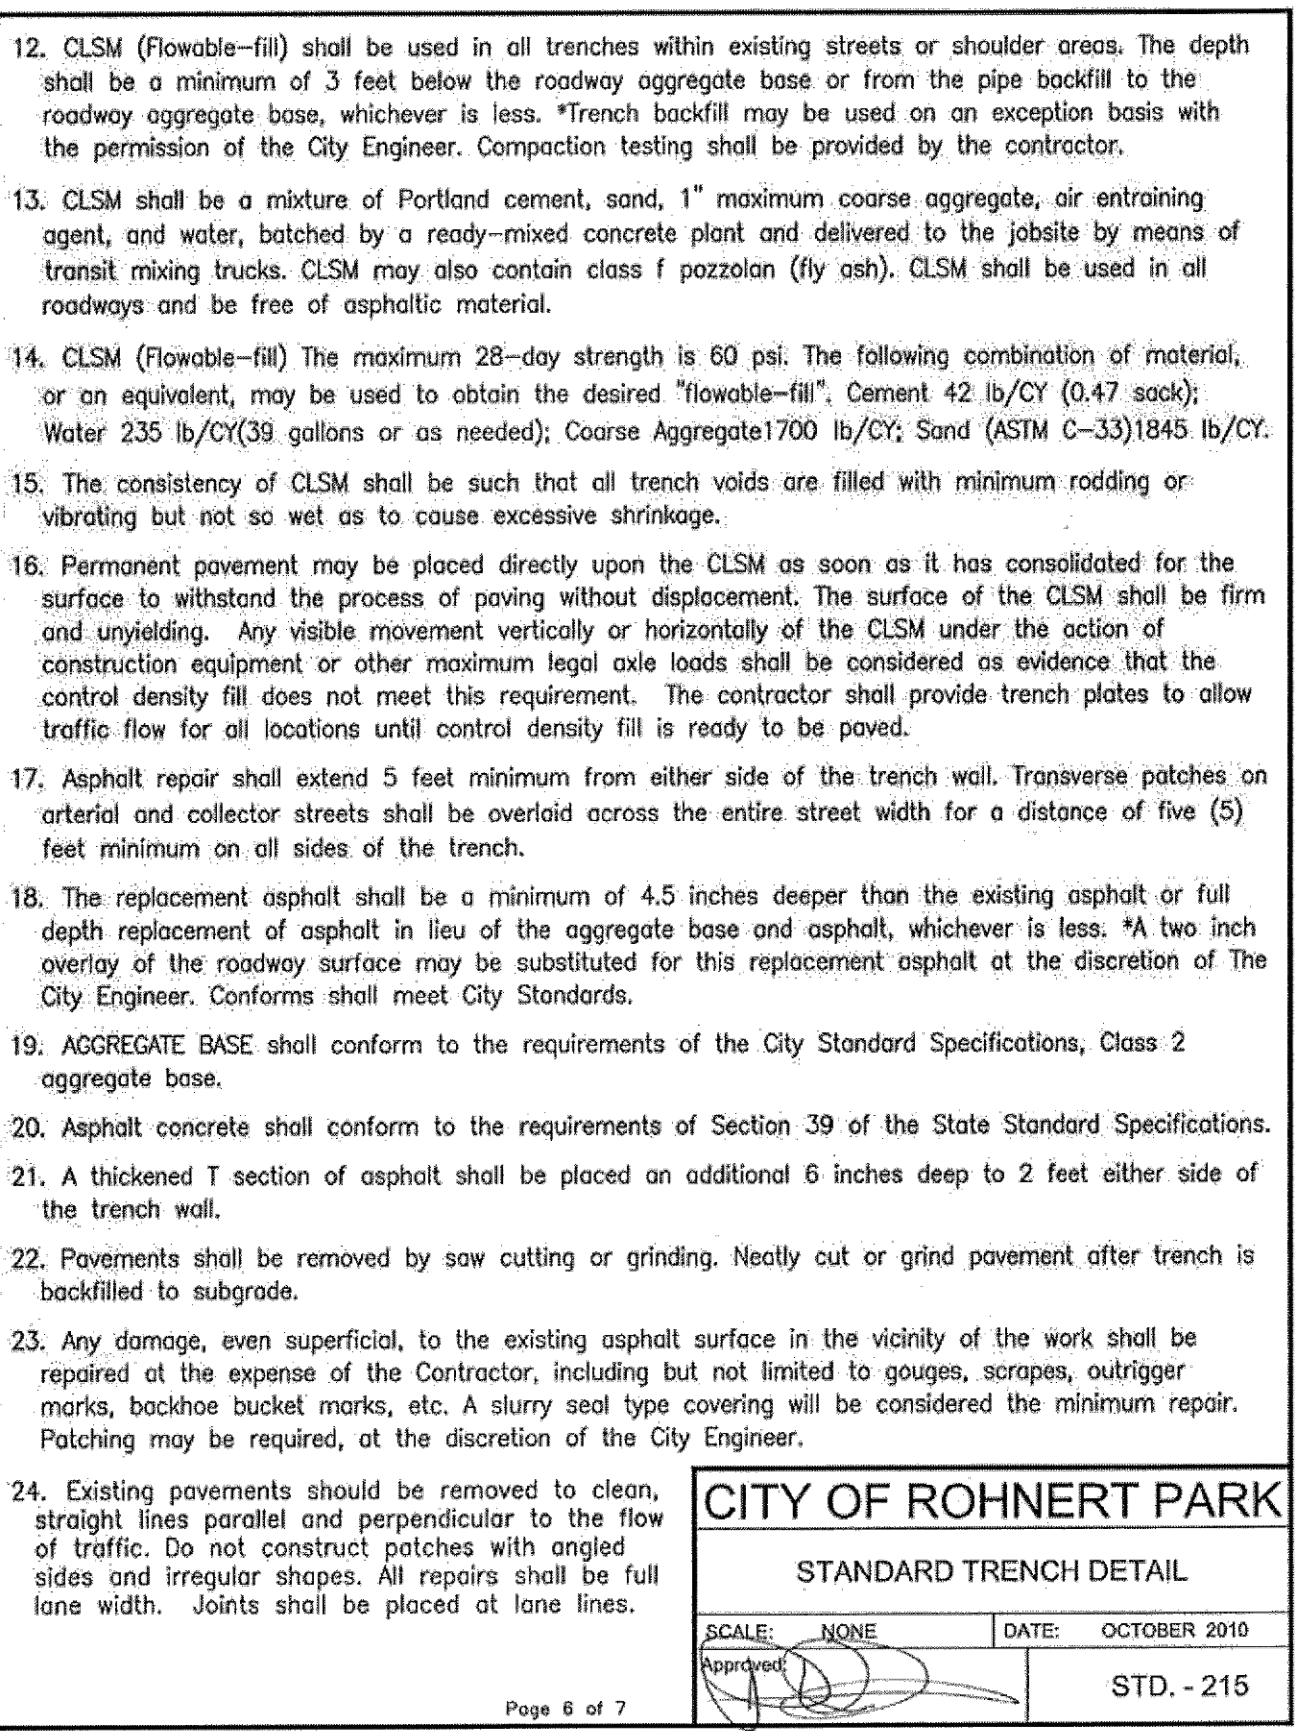 12. CLSM (Flowable-fill) shall be used in all trenches within existing streets or shoulder areas. The depth
shall be a minimum of 3 feet below the roadway aggregate base or from the pipe backfill to the
roadway aggregate base, whichever is less. *Trench backfill may be used on an exception basis with
the permission of the City Engineer. Compaction testing shall be provided by the contractor.
13. CLSM shall be a mixture of Portland cement, sand, 1" maximum coarse aggregate, air entraining
agent, and water, batched by a ready-mixed concrete plant and delivered to the jobsite by means of
transit mixing trucks. CLSM may also contain class f pozzolan (fly ash). CLSM shall be used in all
roadways and be free of asphaltic material.
14. CLSM (Flowable-fill) The maximum 28-day strength is 60 psi. The following combination of material,
or an equivalent, may be used to obtain the desired "flowable-fill". Cement 42 lb/CY (0.47 sack);
Water 235 lb/CY(39 gallons or as needed); Coarse Aggregate1700 lb/CY; Sand (ASTM C-33)1845 lb/CY.
15. The consistency of CLSM shall be such that all trench voids are filled with minimum rodding or
vibrating but not so wet as to cause excessive shrinkage.
16. Permanent pavement may be placed directly upon the CLSM as soon as it has consolidated for the
surface to withstand the process of paving without displacement. The surface of the CLSM shall be firm
and unyielding. Any visible movement vertically or horizontally of the CLSM under the action of
construction equipment or other maximum legal axle loads shall be considered as evidence that the
control density fill does not meet this requirement. The contractor shall provide trench plates to allow
traffic flow for all locations until control density fill is ready to be paved.
17. Asphalt repair shall extend 5 feet minimum from either side of the trench wall. Transverse patches on
arterial and collector streets shall be overlaid across the entire street width for a distance of five (5)
feet minimum on all sides of the trench.
18. The replacement asphalt shall be a minimum of 4.5 inches deeper than the existing asphalt or full
depth replacement of asphalt in lieu of the aggregate base and asphalt, whichever is less. *A two inch
overlay of the roadway surface may be substituted for this replacement asphalt at the discretion of The
City Engineer. Conforms shall meet City Standards.
19. AGGREGATE BASE shall conform to the requirements of the City Standard Specifications, Class 2
aggregate base.
20. Asphalt concrete shall conform to the requirements of Section 39 of the State Standard Specifications.
21. A thickened T section of asphalt shall be placed an additional 6 inches deep to 2 feet either side of
the trench wall.
22. Pavements shall be removed by saw cutting or grinding. Neatly cut or grind pavement after trench is
backfilled to subgrade.
23. Any damage, even superficial, to the existing asphalt surface in the vicinity of the work shall be
repaired at the expense of the Contractor, including but not limited to gouges, scrapes, outrigger
marks, backhoe bucket marks, etc. A slurry seal type covering will be considered the minimum repair.
Patching may be required, at the discretion of the City Engineer.
24. Existing pavements should be removed to clean,
straight lines parallel and perpendicular to the flow
of traffic. Do not construct patches with angled
sides and irregular shapes. All repairs shall be full
lane width. Joints shall be placed at lane lines.
Page 6 of 7
CITY OF ROHNERT PARK
STANDARD TRENCH DETAIL
SCALE: NONE
DATE: OCTOBER 2010
Approved:
STD. - 215